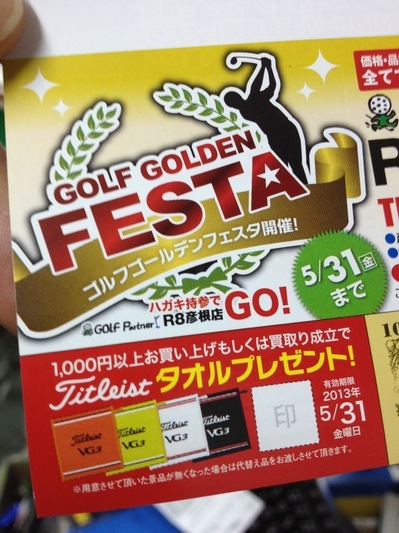 GOLF GOLDEN
FESTA
ゴルフゴールデンフェスタ開催!
5/31金
まで
ハガキ持参で
GOLF Partner R8彦根店 GO!
価格・品
全てで
R
1,000円以上お買い上げもしくは買取り成立で
Titleist タオルプレゼント!
Titleist
VG3
Titleist
VG3
Titleist
VG3
Titleist
VG3
印
有効期限
2013年
5/31
金曜日
※用意させて頂いた景品が無くなった場合は代替え品をお渡しさせて頂きます。
10